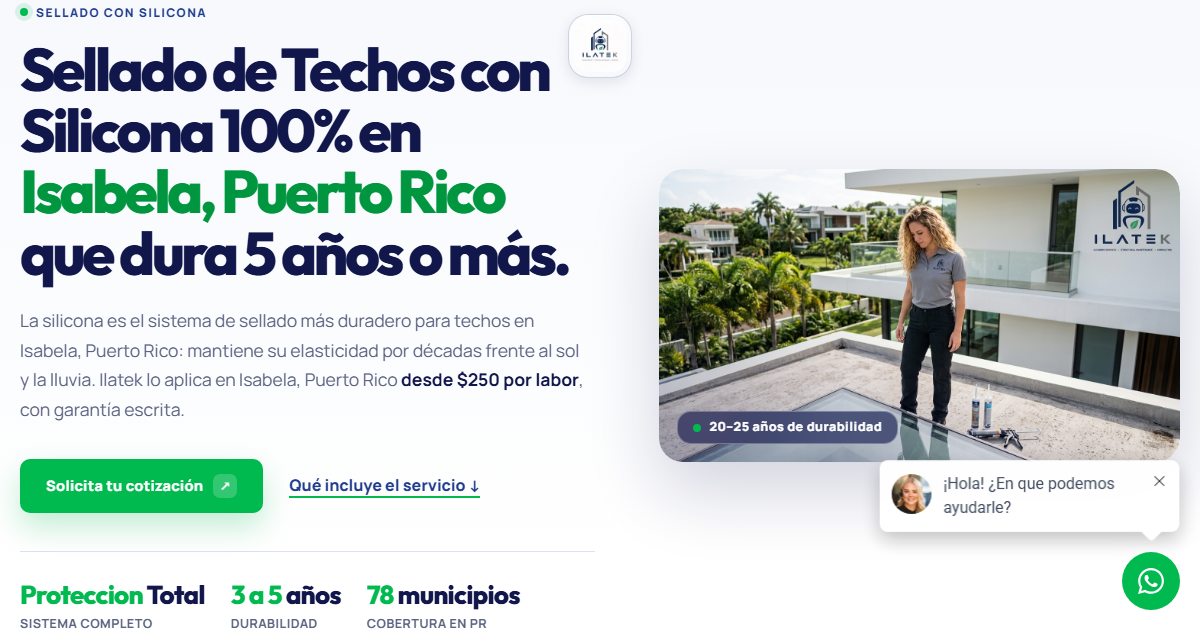 SELLADO CON SILICONA
Sellado de Techos con
Silicona 100% en
Isabela, Puerto Rico
que dura 5 años o más.
La silicona es el sistema de sellado más duradero para techos en
Isabela, Puerto Rico: mantiene su elasticidad por décadas frente al sol
y la lluvia. Ilatek lo aplica en Isabela, Puerto Rico desde $250 por labor,
con garantía escrita.
Solicita tu cotización ↗
Qué incluye el servicio ↓
Proteccion Total
SISTEMA COMPLETO
3 a 5 años
DURABILIDAD
78 municipios
COBERTURA EN PR
ILATEK
ILATEK
20–25 años de durabilidad
¡Hola! ¿En que podemos
ayudarle?